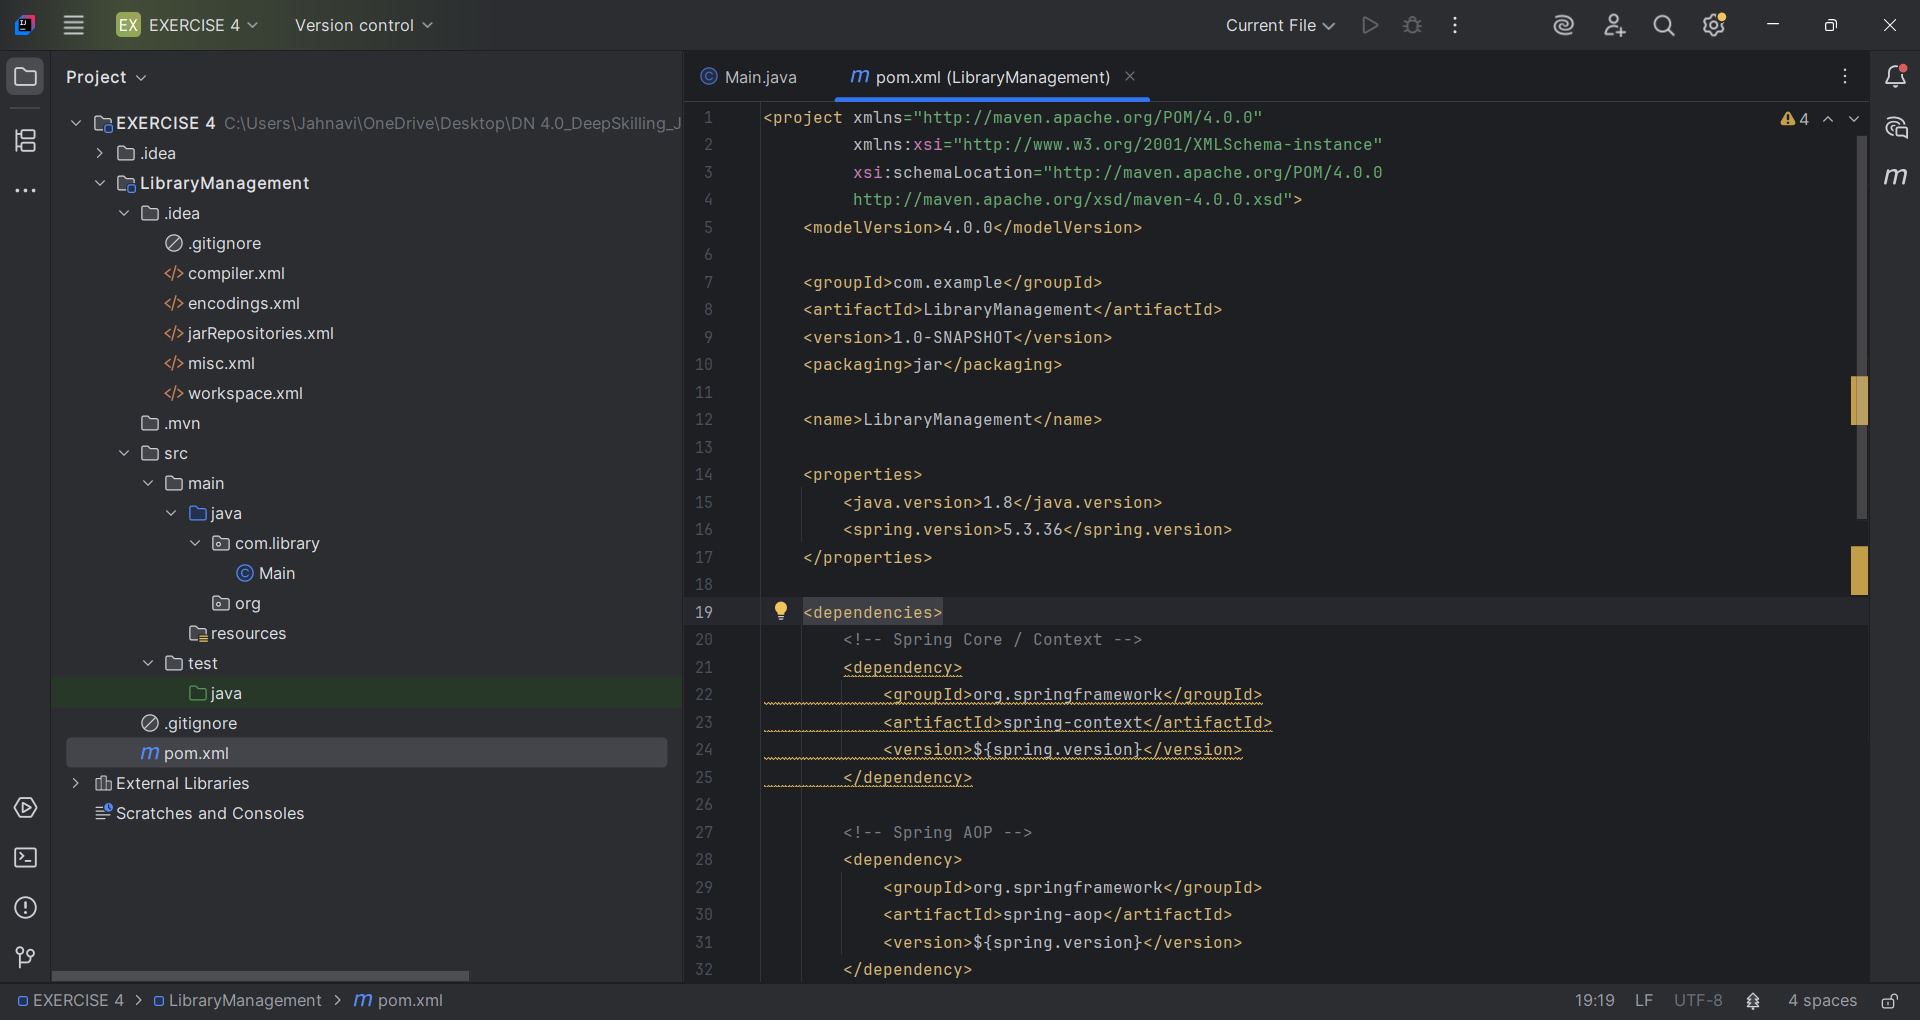 EX EXERCISE 4 Version control Current File
Project
EXERCISE 4 C:\Users\Jahnavi\OneDrive\Desktop\DN 4.0_DeepSkilling_J
.idea
LibraryManagement
.idea
.gitignore
compiler.xml
encodings.xml
jarRepositories.xml
misc.xml
workspace.xml
.mvn
src
main
java
com.library
Main
org
resources
test
java
.gitignore
pom.xml
External Libraries
Scratches and Consoles
Main.java pom.xml (LibraryManagement)
4
1 <project xmlns="http://maven.apache.org/POM/4.0.0"
2 xmlns:xsi="http://www.w3.org/2001/XMLSchema-instance"
3 xsi:schemaLocation="http://maven.apache.org/POM/4.0.0
4 http://maven.apache.org/xsd/maven-4.0.0.xsd">
5 <modelVersion>4.0.0</modelVersion>
6
7 <groupId>com.example</groupId>
8 <artifactId>LibraryManagement</artifactId>
9 <version>1.0-SNAPSHOT</version>
10 <packaging>jar</packaging>
11
12 <name>LibraryManagement</name>
13
14 <properties>
15 <java.version>1.8</java.version>
16 <spring.version>5.3.36</spring.version>
17 </properties>
18
19 <dependencies>
20 <!-- Spring Core / Context -->
21 <dependency>
22 <groupId>org.springframework</groupId>
23 <artifactId>spring-context</artifactId>
24 <version>${spring.version}</version>
25 </dependency>
26
27 <!-- Spring AOP -->
28 <dependency>
29 <groupId>org.springframework</groupId>
30 <artifactId>spring-aop</artifactId>
31 <version>${spring.version}</version>
32 </dependency>
EXERCISE 4 > LibraryManagement > m pom.xml 19:19 LF UTF-8 4 spaces